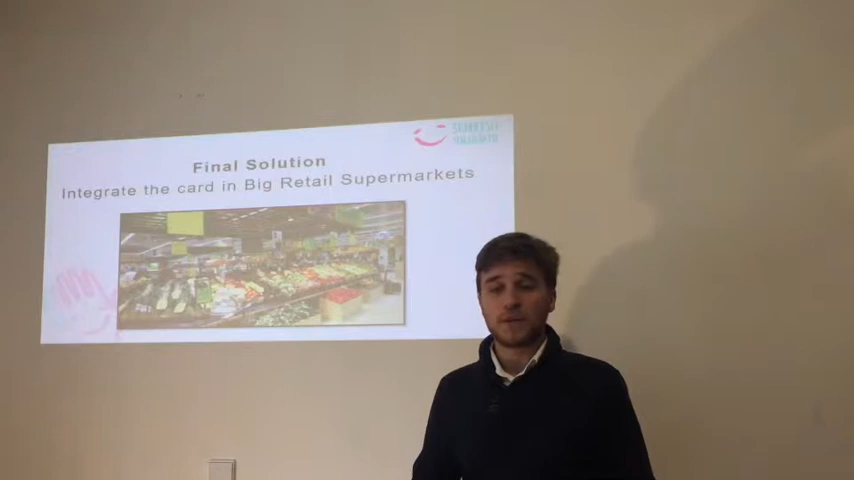 Final Solution
Integrate the card in Big Retail Supermarkets